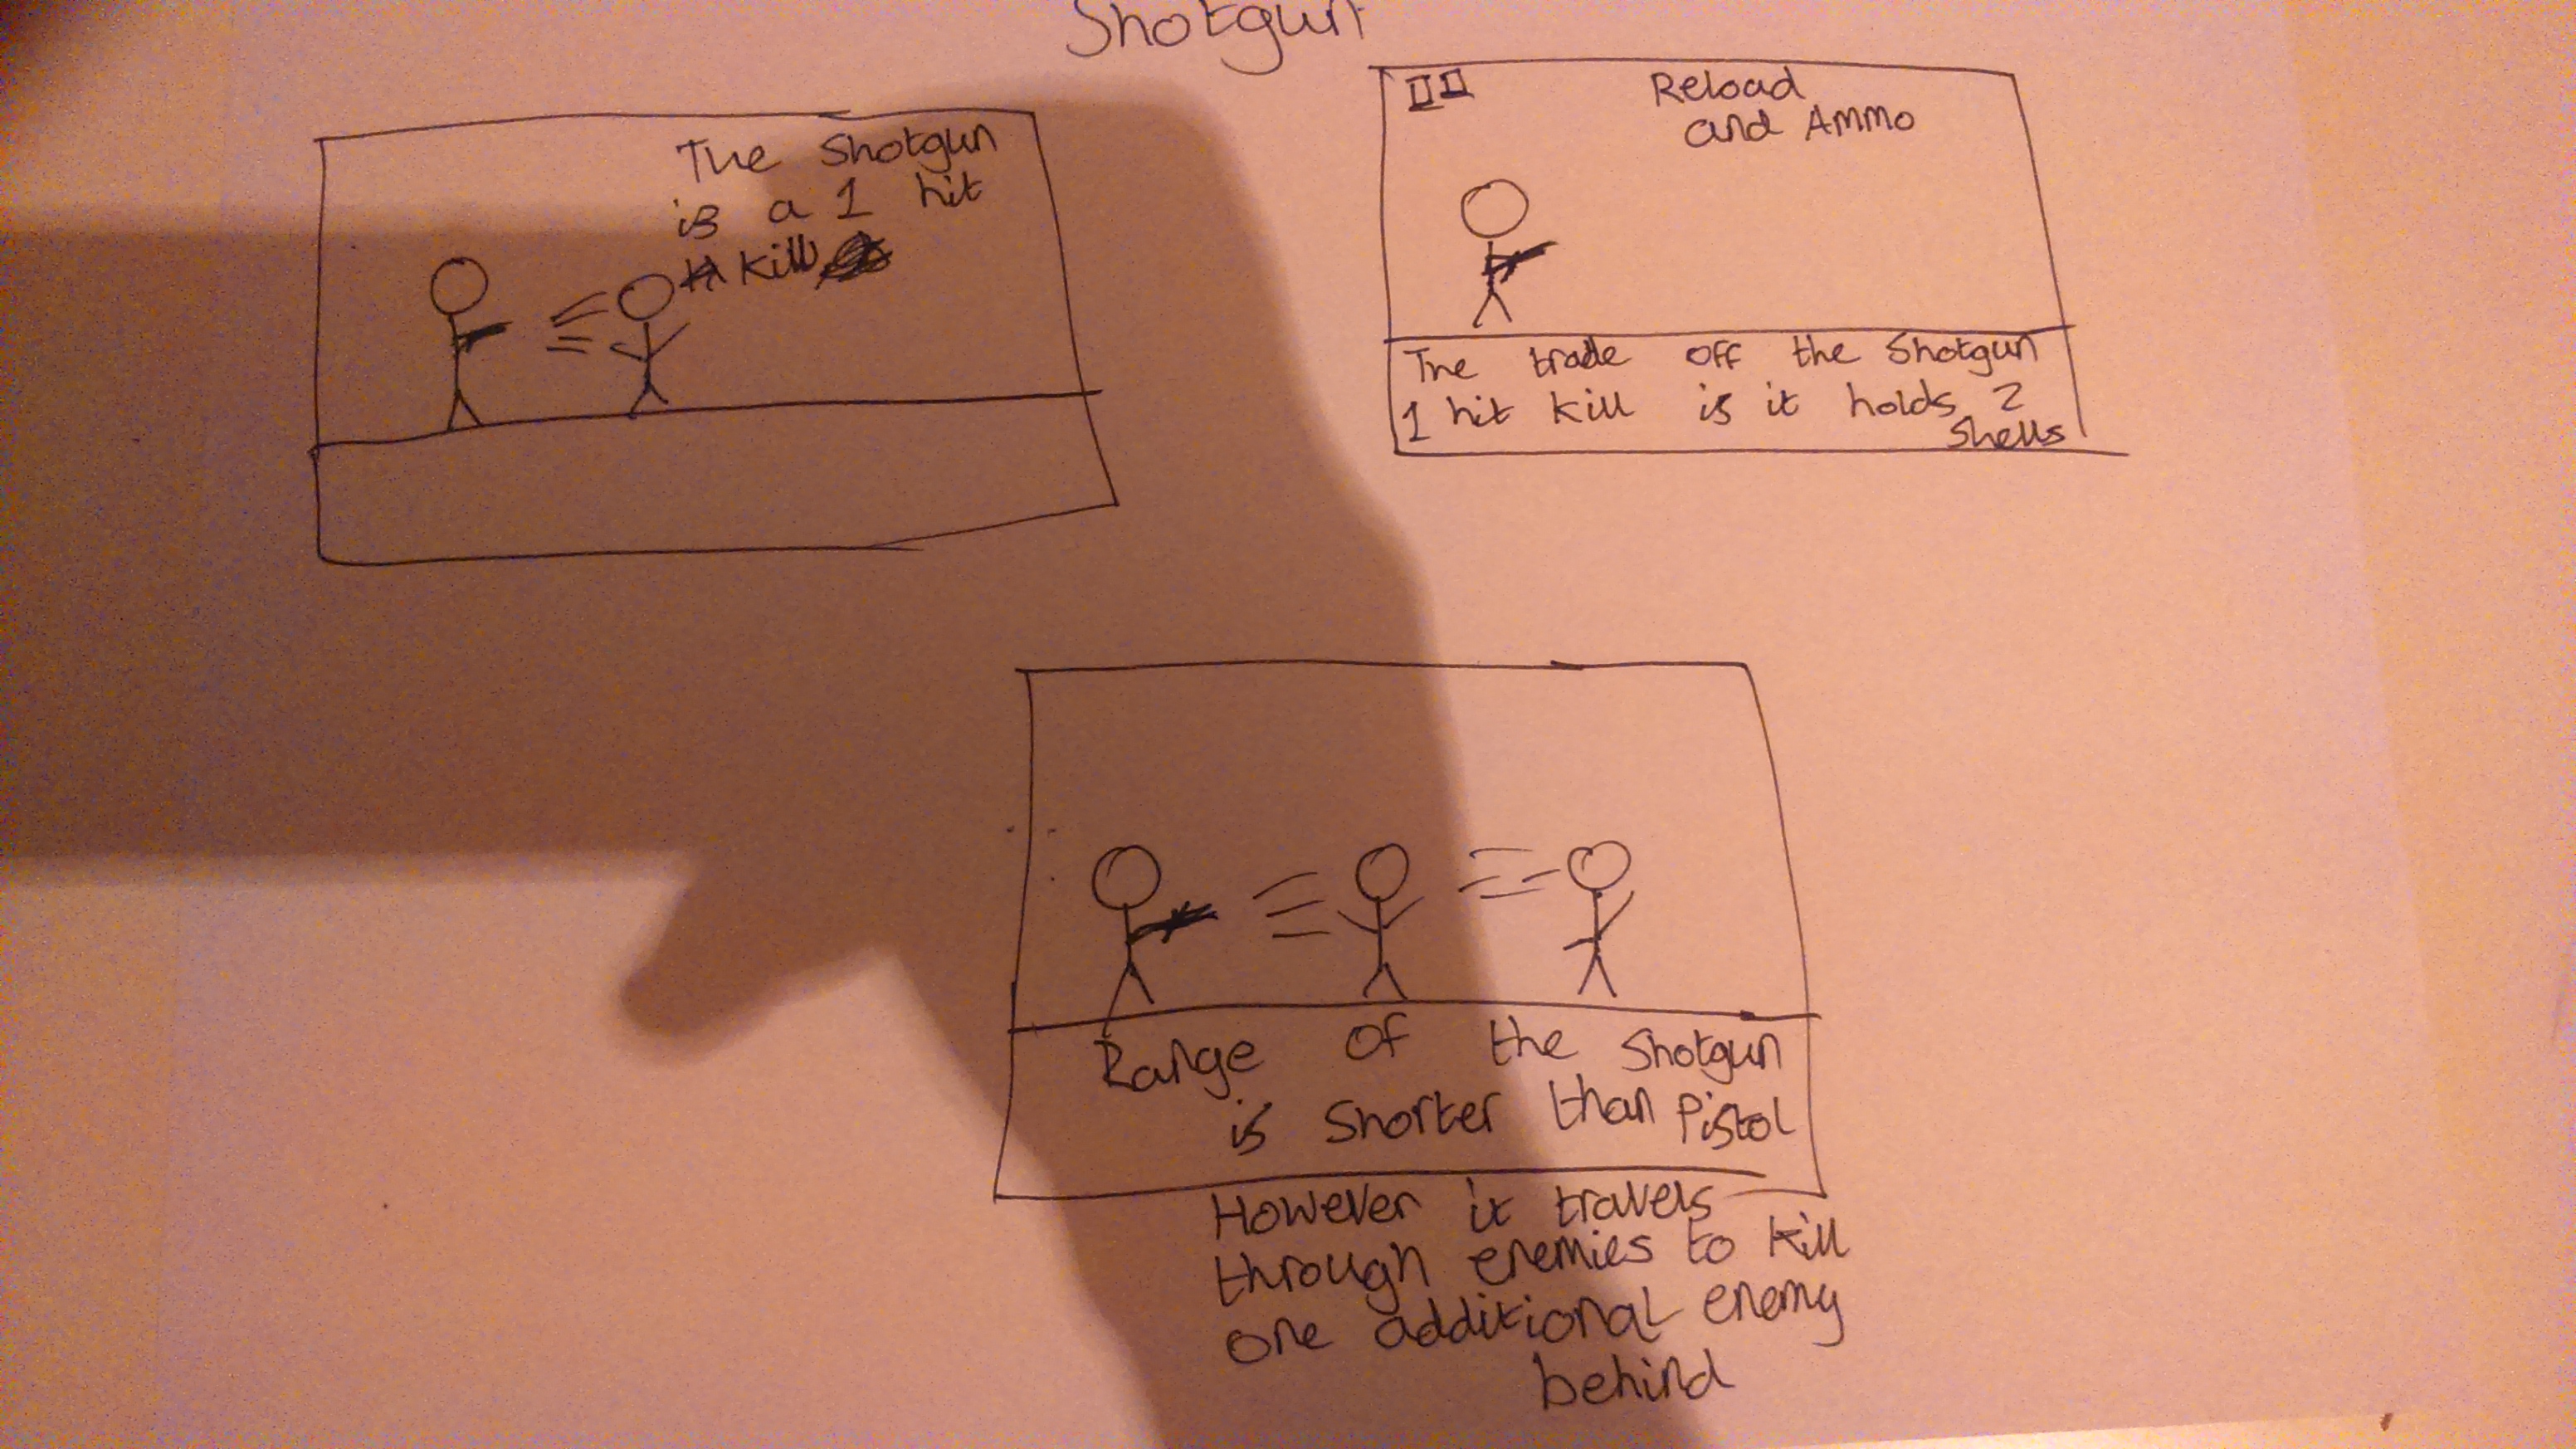 Shotgun
The Shotgun
is a 1 hit
kill
Reload
and Ammo
The trade off the Shotgun
1 hit kill is it holds 2
Shells
Range of the Shotgun
is Shorter than Pistol
However it travels
through enemies to kill
one additional enemy
behind